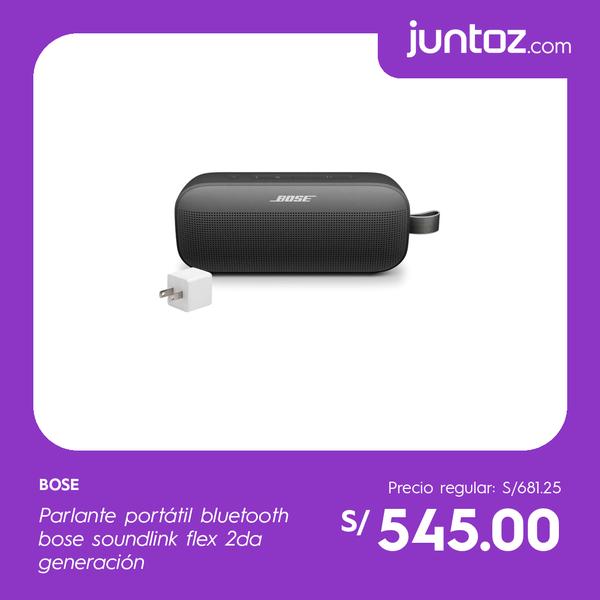 juntoz.com
BOSE
BOSE
Parlante portátil bluetooth
bose soundlink flex 2da
generación
Precio regular: S/681.25
S/ 545.00